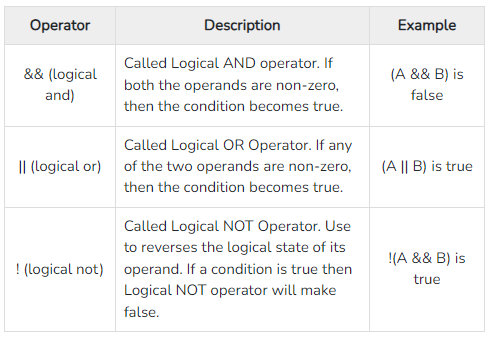 Operator Description Example
&& (logical
and)
Called Logical AND operator. If
both the operands are non-zero,
then the condition becomes true.
(A && B) is
false
|| (logical or)
Called Logical OR Operator. If any
of the two operands are non-zero,
then the condition becomes true.
(A || B) is true
! (logical not)
Called Logical NOT Operator. Use
to reverses the logical state of its
operand. If a condition is true then
Logical NOT operator will make
false.
!(A && B) is
true